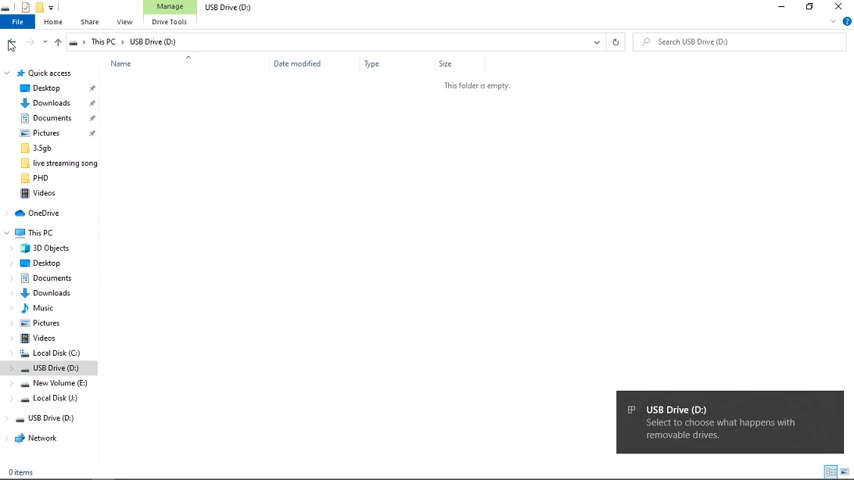 Manage
USB Drive (D:)
File
Home
Share
View
Drive Tools
This PC
USB Drive (D:)
Search USB Drive (D:)
Name
Date modified
Type
Size
This folder is empty.
Quick access
Desktop
Downloads
Documents
Pictures
3.5gb
live streaming song
PHD
Videos
OneDrive
This PC
3D Objects
Desktop
Documents
Downloads
Music
Pictures
Videos
Local Disk (C:)
USB Drive (D:)
New Volume (E:)
Local Disk (J:)
USB Drive (D:)
Network
USB Drive (D:)
Select to choose what happens with
removable drives.
0 items